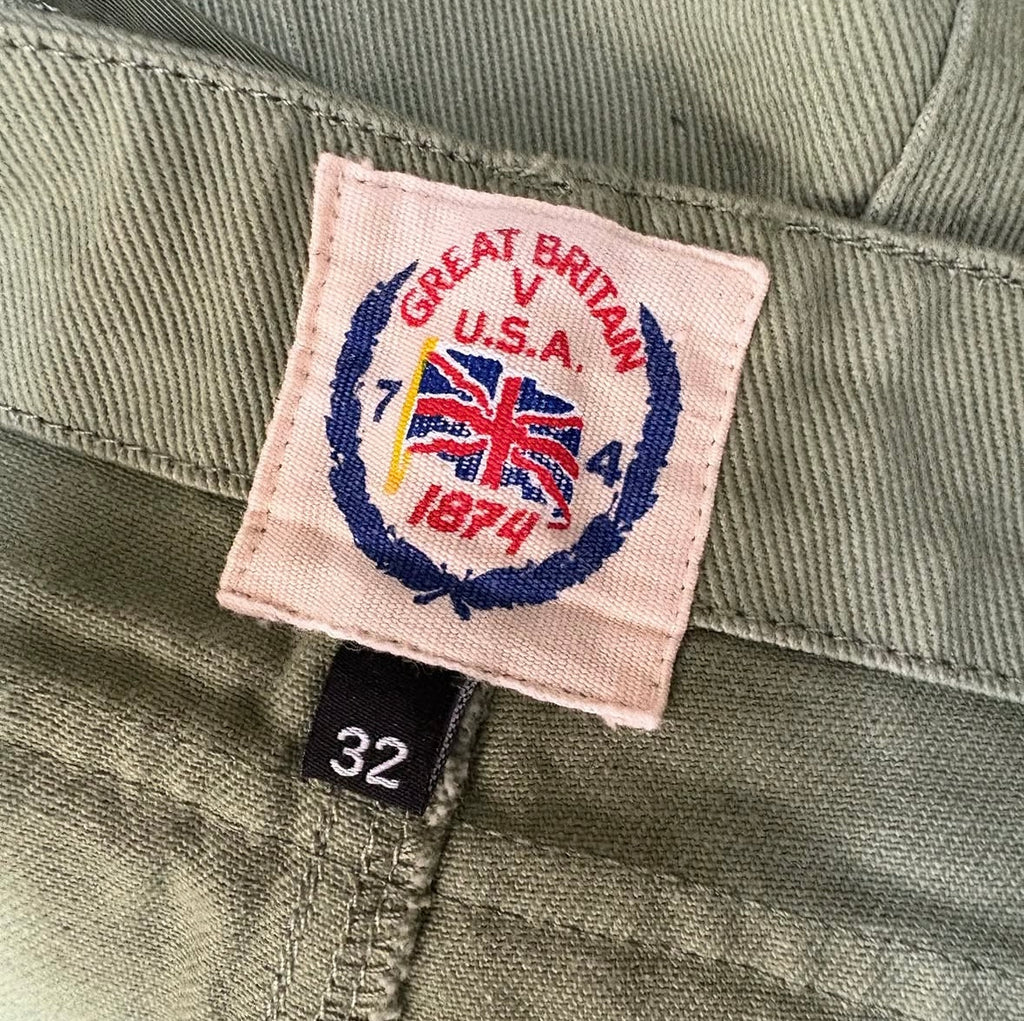 GREAT BRITAIN
V
U.S.A.
7 4
1874
32